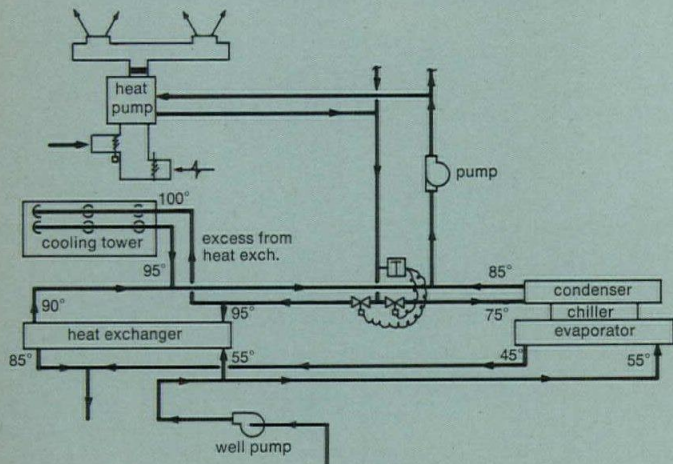 heat
pump
pump
100°
cooling tower
excess from
heat exch.
95°
T
85°
condenser
90°
95°
75°
chiller
heat exchanger
evaporator
85°
55°
45°
55°
well pump